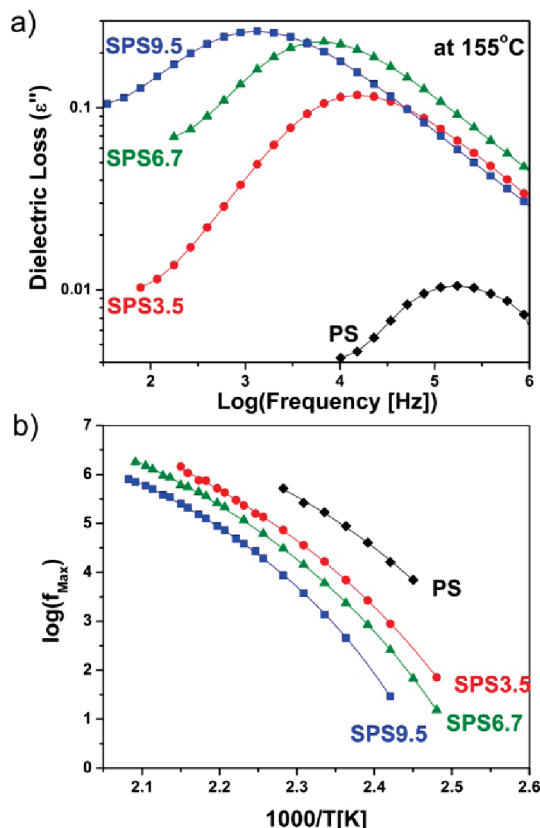 a)
SPS9.5
at 155°C
SPS6.7
SPS3.5
PS
Dielectric Loss (ε")
0.1
0.01
2 3 4 5 6
Log(Frequency [Hz])
b)
7
6
5
4
3
2
1
0
log(f_Max)
PS
SPS3.5
SPS6.7
SPS9.5
2.1 2.2 2.3 2.4 2.5 2.6
1000/T[K]